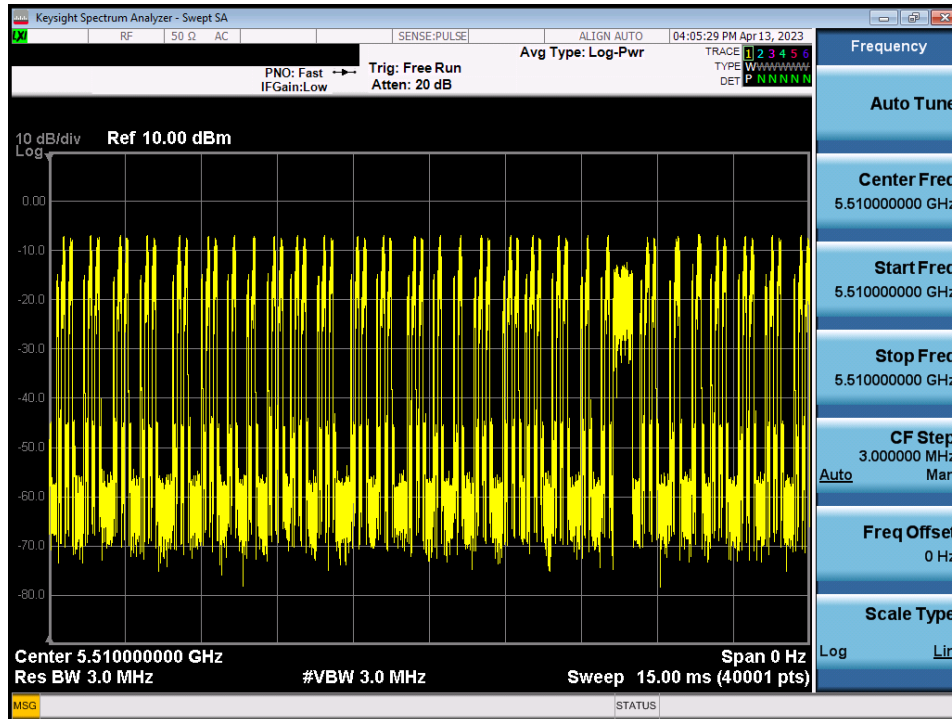 Keysight Spectrum Analyzer - Swept SA
LXI RF 50 Ω AC SENSE:PULSE ALIGN AUTO 04:05:29 PM Apr 13, 2023
Avg Type: Log-Pwr TRACE 1 2 3 4 5 6
PNO: Fast Trig: Free Run TYPE WWWWWWW
IFGain:Low Atten: 20 dB DET P N N N N N
10 dB/div Ref 10.00 dBm
Log
0.00
-10.0
-20.0
-30.0
-40.0
-50.0
-60.0
-70.0
-80.0
Center 5.510000000 GHz Span 0 Hz
Res BW 3.0 MHz #VBW 3.0 MHz Sweep 15.00 ms (40001 pts)
MSG STATUS
Frequency
Auto Tune
Center Freq
5.510000000 GHz
Start Freq
5.510000000 GHz
Stop Freq
5.510000000 GHz
CF Step
3.000000 MHz
Auto Man
Freq Offset
0 Hz
Scale Type
Log Lin